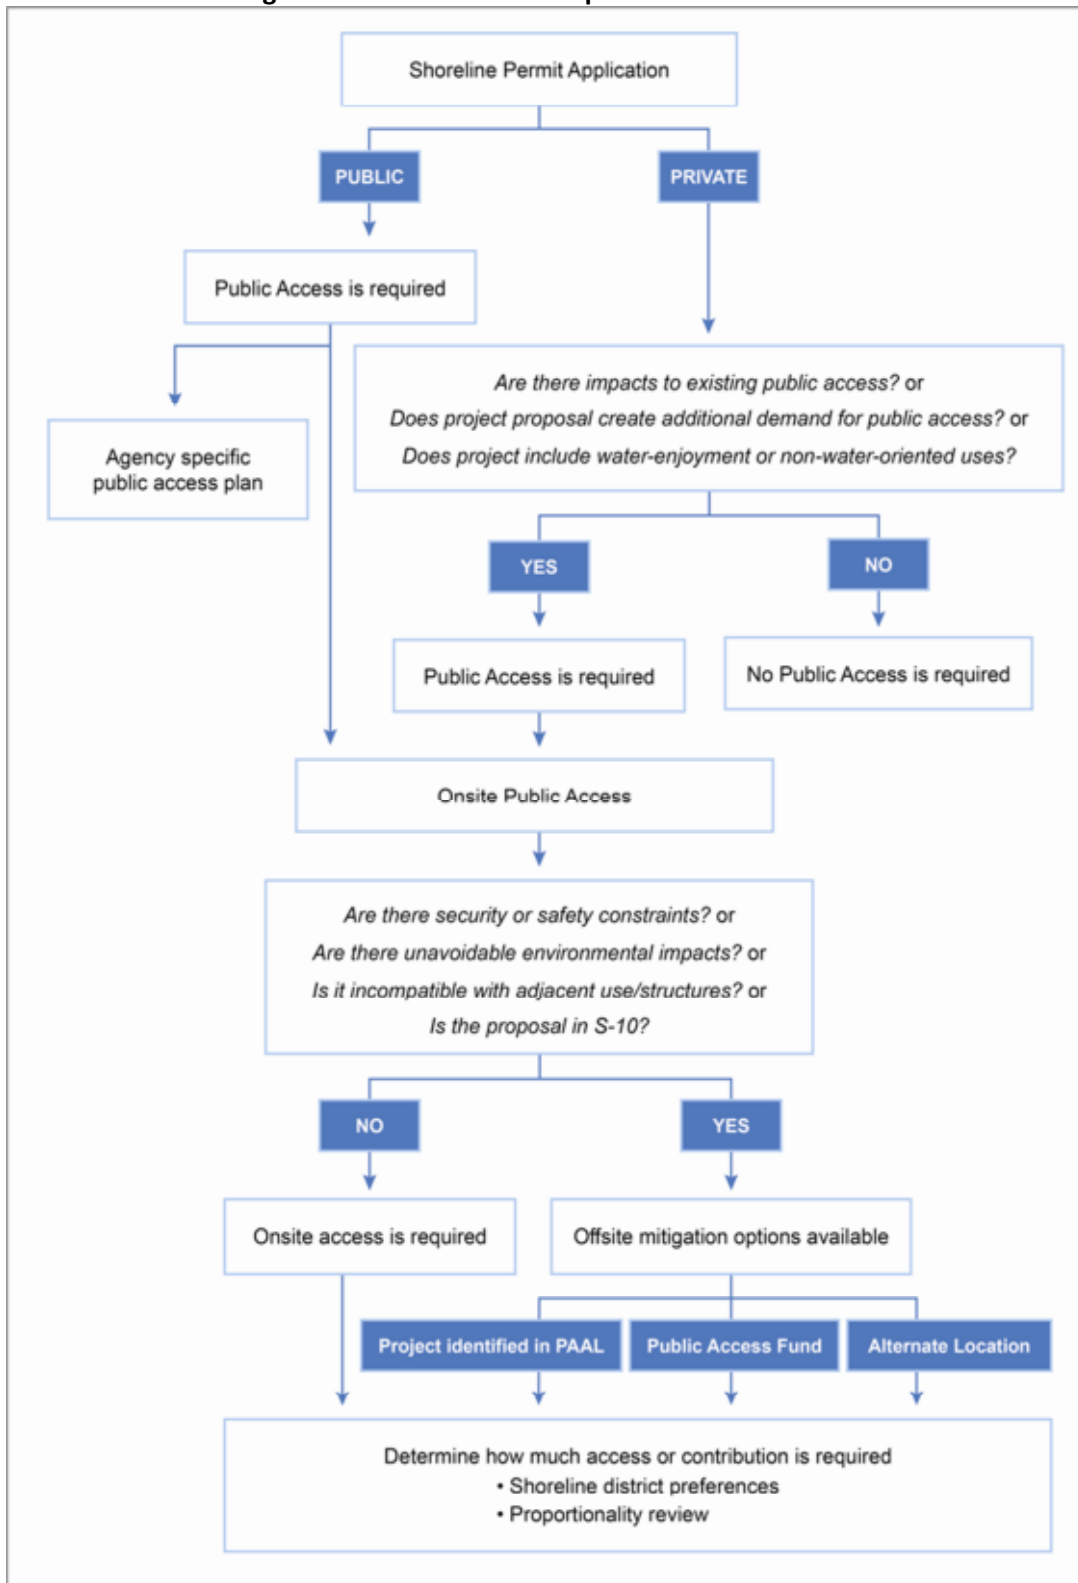 Shoreline Permit Application
PUBLIC
PRIVATE
Public Access is required
Are there impacts to existing public access? or
Does project proposal create additional demand for public access? or
Does project include water-enjoyment or non-water-oriented uses?
Agency specific
public access plan
YES
NO
Public Access is required
No Public Access is required
Onsite Public Access
Are there security or safety constraints? or
Are there unavoidable environmental impacts? or
Is it incompatible with adjacent use/structures? or
Is the proposal in S-10?
NO
YES
Onsite access is required
Offsite mitigation options available
Project identified in PAAL
Public Access Fund
Alternate Location
Determine how much access or contribution is required
• Shoreline district preferences
• Proportionality review